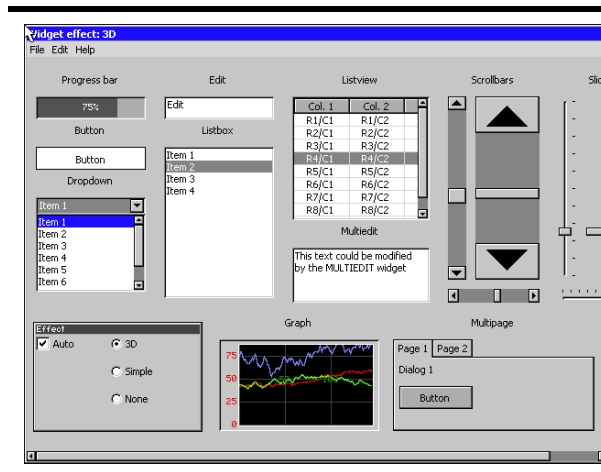 Widget effect: 3D
File Edit Help
Progress bar
Edit
Listview
Scrollbars
75%
Edit
Col. 1 Col. 2
R1/C1 R1/C2
R2/C1 R2/C2
R3/C1 R3/C2
R4/C1 R4/C2
R5/C1 R5/C2
R6/C1 R6/C2
R7/C1 R7/C2
R8/C1 R8/C2
Button
Listbox
Button
Item 1
Item 2
Item 3
Item 4
Dropdown
Item 1
Item 1
Item 2
Item 3
Item 4
Item 5
Item 6
Multiedit
This text could be modified
by the MULTIEDIT widget
Effect
Auto
3D
Simple
None
Graph
75
50
25
0
Multipage
Page 1 Page 2
Dialog 1
Button